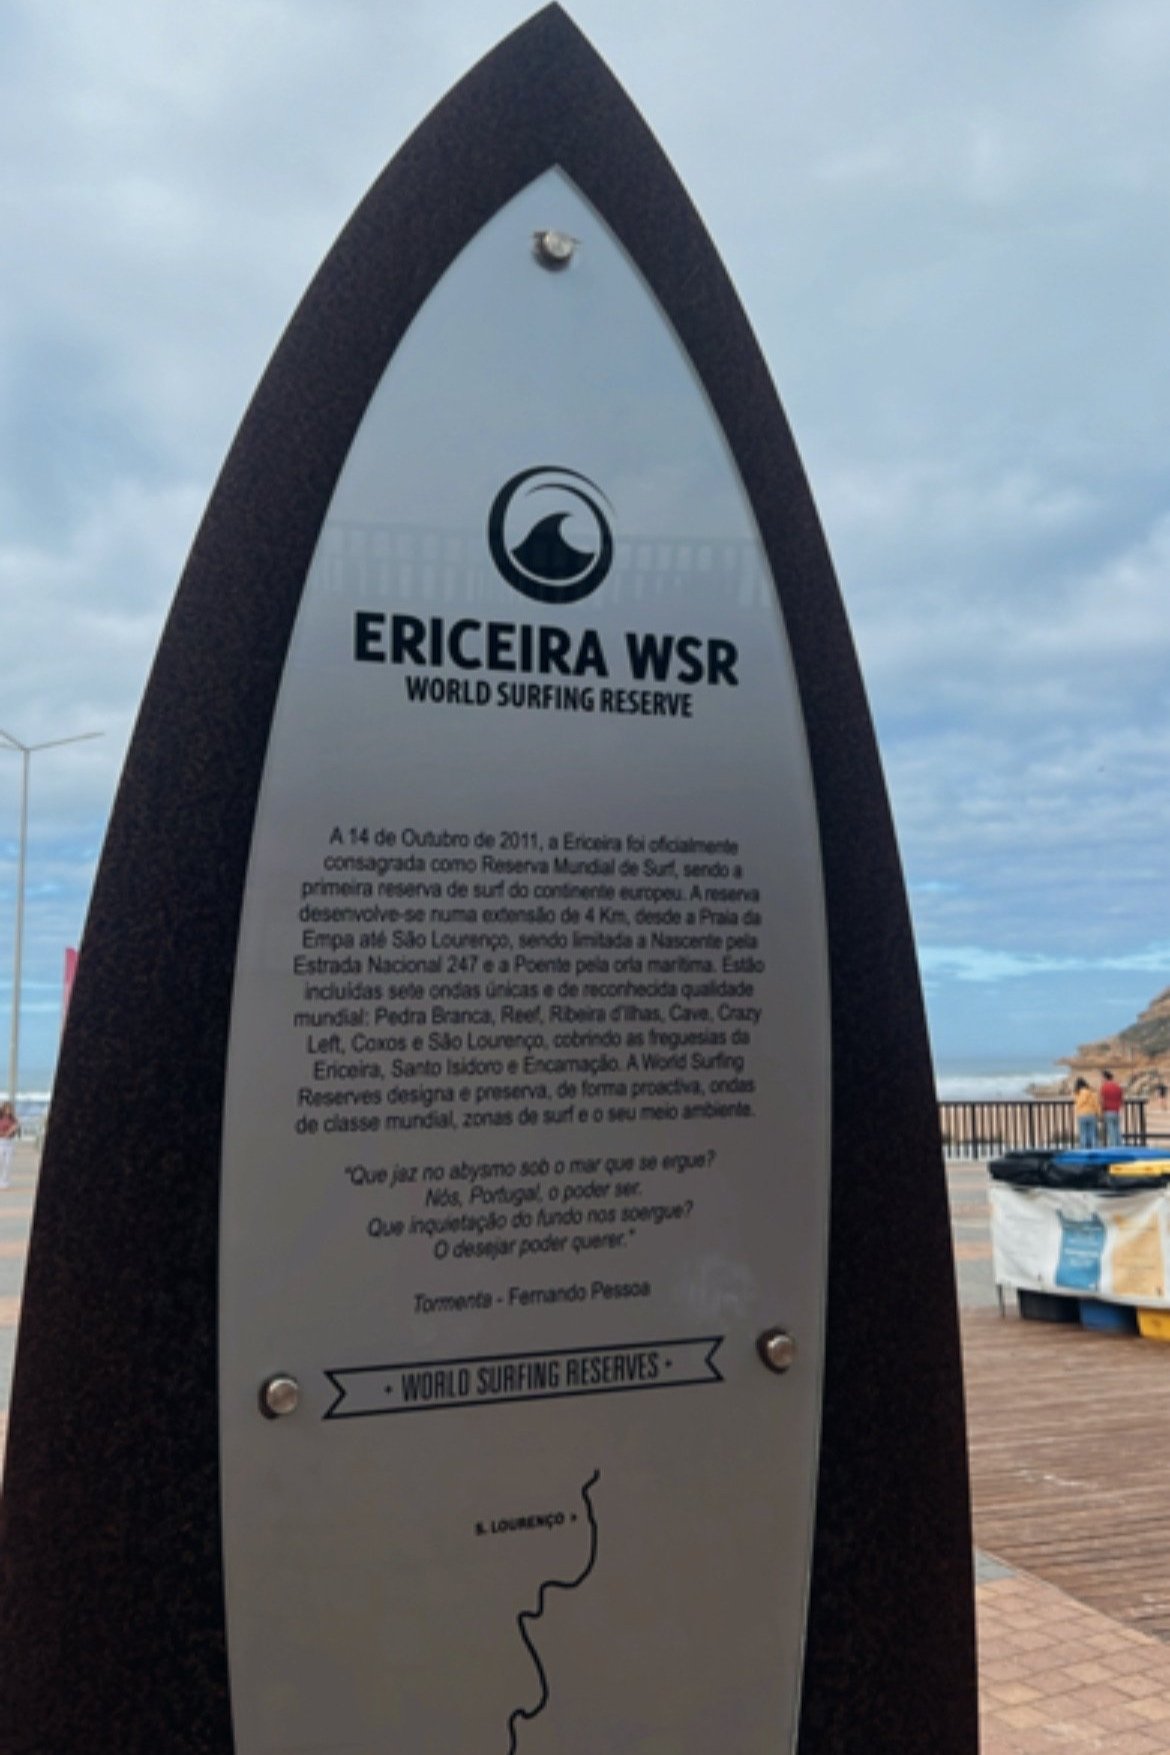 ERICEIRA WSR
WORLD SURFING RESERVE
A 14 de Outubro de 2011, a Ericeira foi oficialmente
consagrada como Reserva Mundial de Surf, sendo a
primeira reserva de surf do continente europeu. A reserva
desenvolve-se numa extensão de 4 Km, desde a Praia da
Empa até São Lourenço, sendo limitada a Nascente pela
Estrada Nacional 247 e a Poente pela orla marítima. Estão
incluídas sete ondas únicas e de reconhecida qualidade
mundial: Pedra Branca, Reef, Ribeira d'Ilhas, Cave, Crazy
Left, Coxos e São Lourenço, cobrindo as freguesias da
Ericeira, Santo Isidoro e Encarnação. A World Surfing
Reserves designa e preserva, de forma proactiva, ondas
de classe mundial, zonas de surf e o seu meio ambiente.
"Que jaz no abysmo sob o mar que se ergue?
Nós, Portugal, o poder ser.
Que inquietação do fundo nos soergue?
O desejar poder querer."
Tormenta - Fernando Pessoa
• WORLD SURFING RESERVES •
S. LOURENÇO